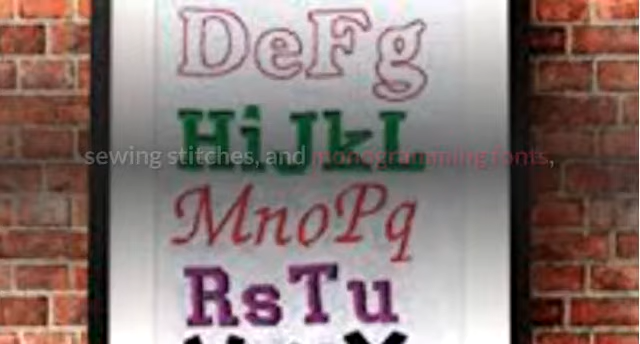 DeFg
HiJkL
sewing stitches, and monogramming fonts,
MnoPq
RsTu